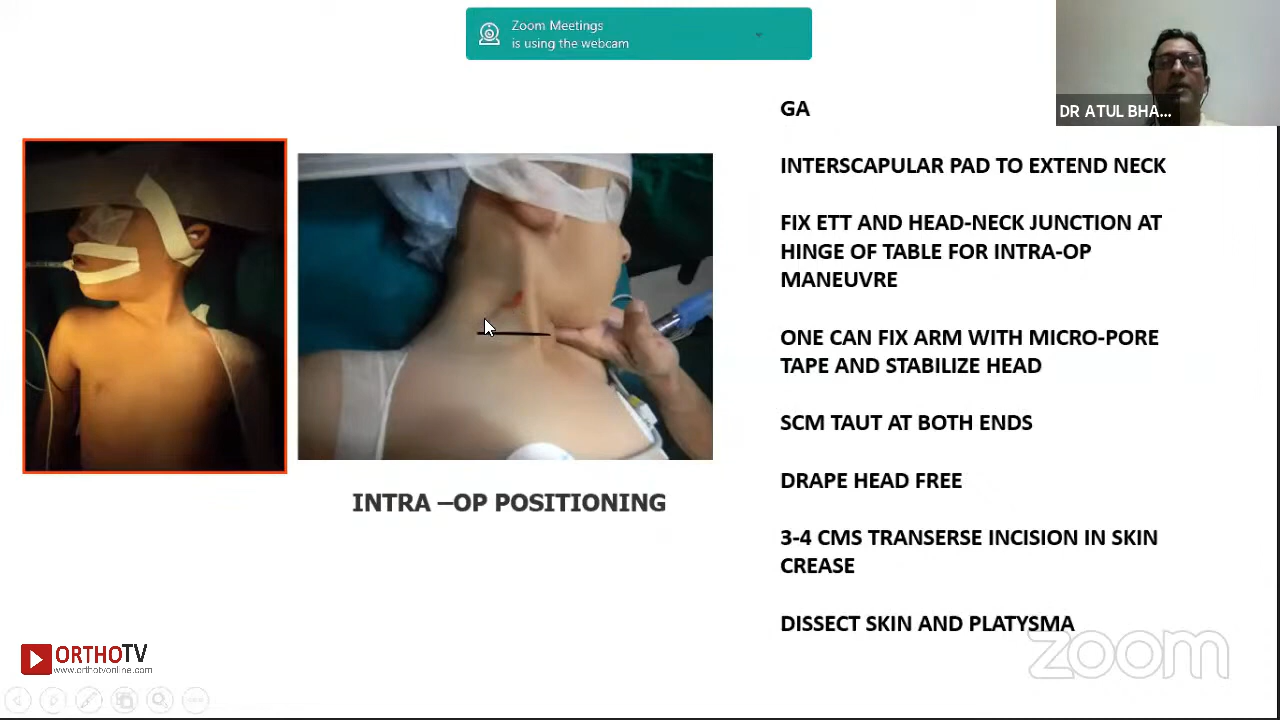 Zoom Meetings
is using the webcam
DR ATUL BHA...
GA
INTERSCAPULAR PAD TO EXTEND NECK
FIX ETT AND HEAD-NECK JUNCTION AT
HINGE OF TABLE FOR INTRA-OP
MANEUVRE
ONE CAN FIX ARM WITH MICRO-PORE
TAPE AND STABILIZE HEAD
SCM TAUT AT BOTH ENDS
DRAPE HEAD FREE
3-4 CMS TRANSERSE INCISION IN SKIN
CREASE
DISSECT SKIN AND PLATYSMA
INTRA –OP POSITIONING
ORTHOTV
www.orthotvonline.com
zoom